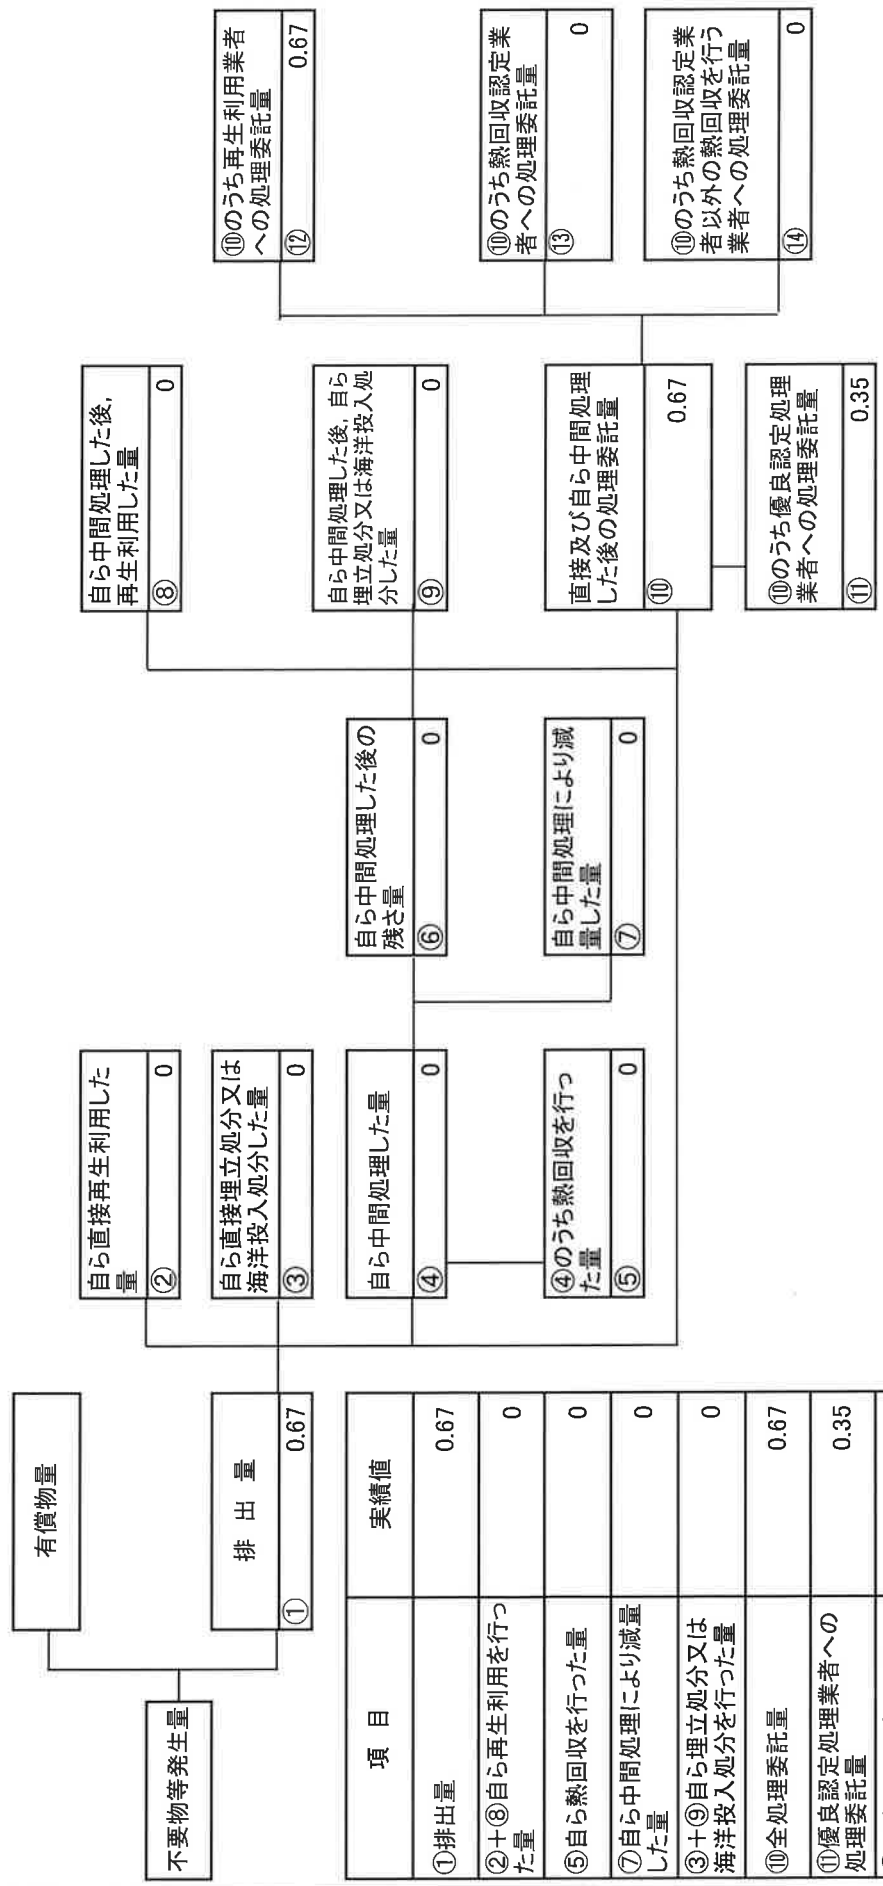 不要物等発生量
有償物量
排 出 量
① 0.67
自ら直接再生利用した
量
② 0
自ら直接埋立処分又は
海洋投入処分した量
③ 0
自ら中間処理した量
④ 0
④のうち熱回収を行っ
た量
⑤ 0
自ら中間処理した後の
残さ量
⑥ 0
自ら中間処理により減
量した量
⑦ 0
自ら中間処理した後,
再生利用した量
⑧ 0
自ら中間処理した後,自ら
埋立処分又は海洋投入処
分した量
⑨ 0
直接及び自ら中間処理
した後の処理委託量
⑩ 0.67
⑩のうち優良認定処理
業者への処理委託量
⑪ 0.35
⑩のうち再生利用業者
への処理委託量
⑫ 0.67
⑩のうち熱回収認定業
者への処理委託量
⑬ 0
⑩のうち熱回収認定業
者以外の熱回収を行う
業者への処理委託量
⑭ 0
項 目 実績値
①排出量 0.67
②+⑧自ら再生利用を行っ
た量 0
⑤自ら熱回収を行った量 0
⑦自ら中間処理により減量
した量 0
③+⑨自ら埋立処分又は
海洋投入処分を行った量 0
⑩全処理委託量 0.67
⑪優良認定処理業者への
処理委託量 0.35